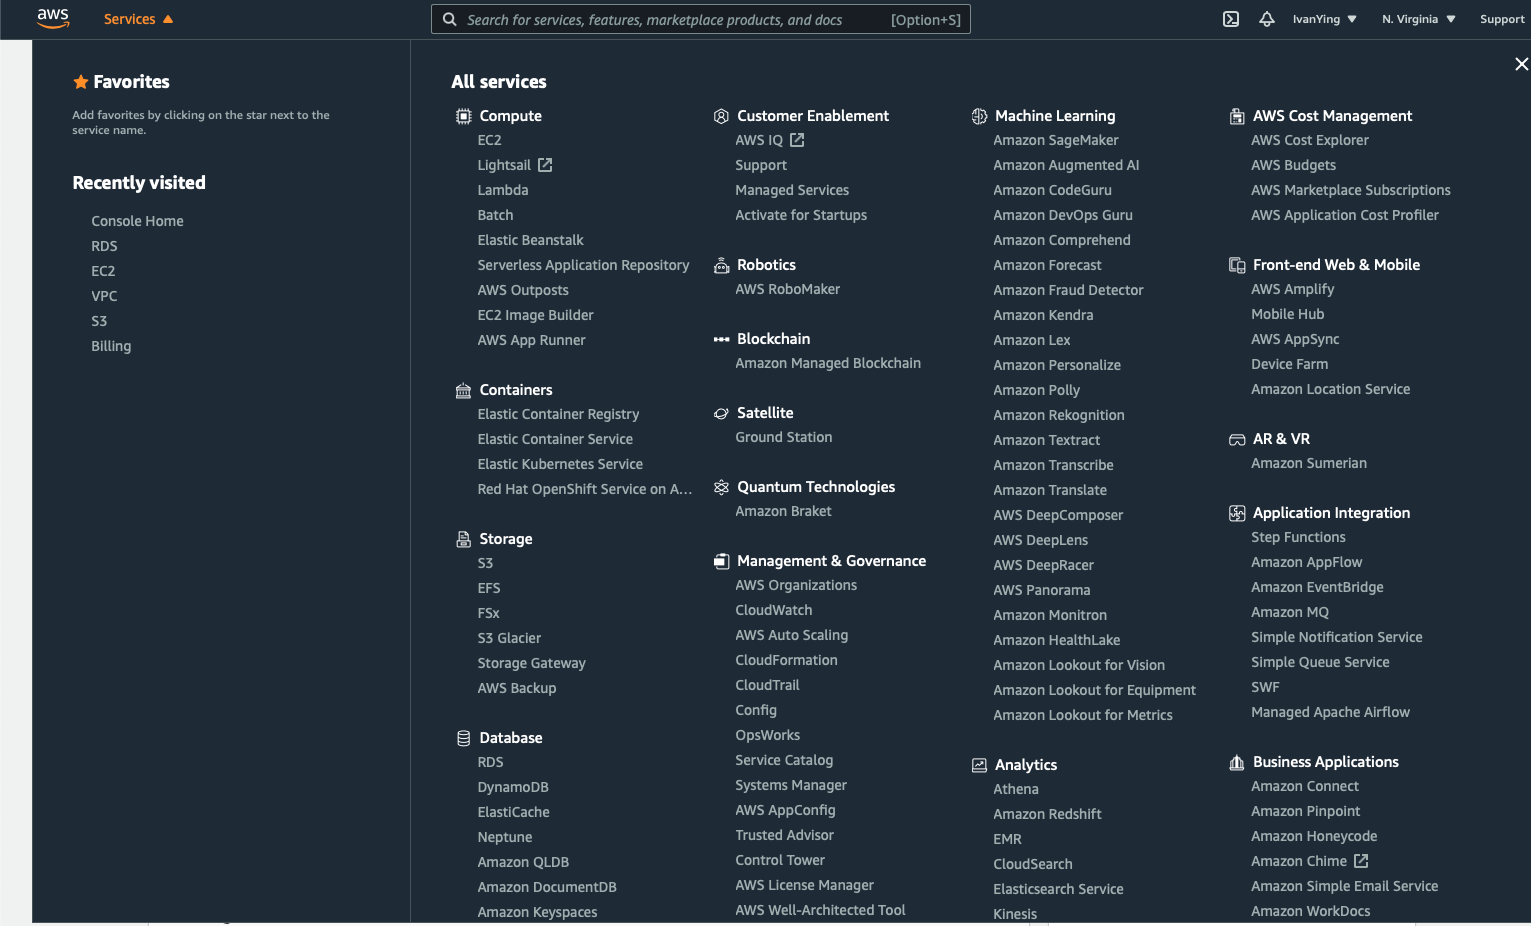 aws
Services
Search for services, features, marketplace products, and docs
[Option+S]
IvanYing
N. Virginia
Support
Favorites
Add favorites by clicking on the star next to the
service name.
Recently visited
Console Home
RDS
EC2
VPC
S3
Billing
All services
Compute
EC2
Lightsail
Lambda
Batch
Elastic Beanstalk
Serverless Application Repository
AWS Outposts
EC2 Image Builder
AWS App Runner
Containers
Elastic Container Registry
Elastic Container Service
Elastic Kubernetes Service
Red Hat OpenShift Service on A...
Storage
S3
EFS
FSx
S3 Glacier
Storage Gateway
AWS Backup
Database
RDS
DynamoDB
ElastiCache
Neptune
Amazon QLDB
Amazon DocumentDB
Amazon Keyspaces
Customer Enablement
AWS IQ
Support
Managed Services
Activate for Startups
Robotics
AWS RoboMaker
Blockchain
Amazon Managed Blockchain
Satellite
Ground Station
Quantum Technologies
Amazon Braket
Management & Governance
AWS Organizations
CloudWatch
AWS Auto Scaling
CloudFormation
CloudTrail
Config
OpsWorks
Service Catalog
Systems Manager
AWS AppConfig
Trusted Advisor
Control Tower
AWS License Manager
AWS Well-Architected Tool
Machine Learning
Amazon SageMaker
Amazon Augmented AI
Amazon CodeGuru
Amazon DevOps Guru
Amazon Comprehend
Amazon Forecast
Amazon Fraud Detector
Amazon Kendra
Amazon Lex
Amazon Personalize
Amazon Polly
Amazon Rekognition
Amazon Textract
Amazon Transcribe
Amazon Translate
AWS DeepComposer
AWS DeepLens
AWS DeepRacer
AWS Panorama
Amazon Monitron
Amazon HealthLake
Amazon Lookout for Vision
Amazon Lookout for Equipment
Amazon Lookout for Metrics
Analytics
Athena
Amazon Redshift
EMR
CloudSearch
Elasticsearch Service
Kinesis
AWS Cost Management
AWS Cost Explorer
AWS Budgets
AWS Marketplace Subscriptions
AWS Application Cost Profiler
Front-end Web & Mobile
AWS Amplify
Mobile Hub
AWS AppSync
Device Farm
Amazon Location Service
AR & VR
Amazon Sumerian
Application Integration
Step Functions
Amazon AppFlow
Amazon EventBridge
Amazon MQ
Simple Notification Service
Simple Queue Service
SWF
Managed Apache Airflow
Business Applications
Amazon Connect
Amazon Pinpoint
Amazon Honeycode
Amazon Chime
Amazon Simple Email Service
Amazon WorkDocs